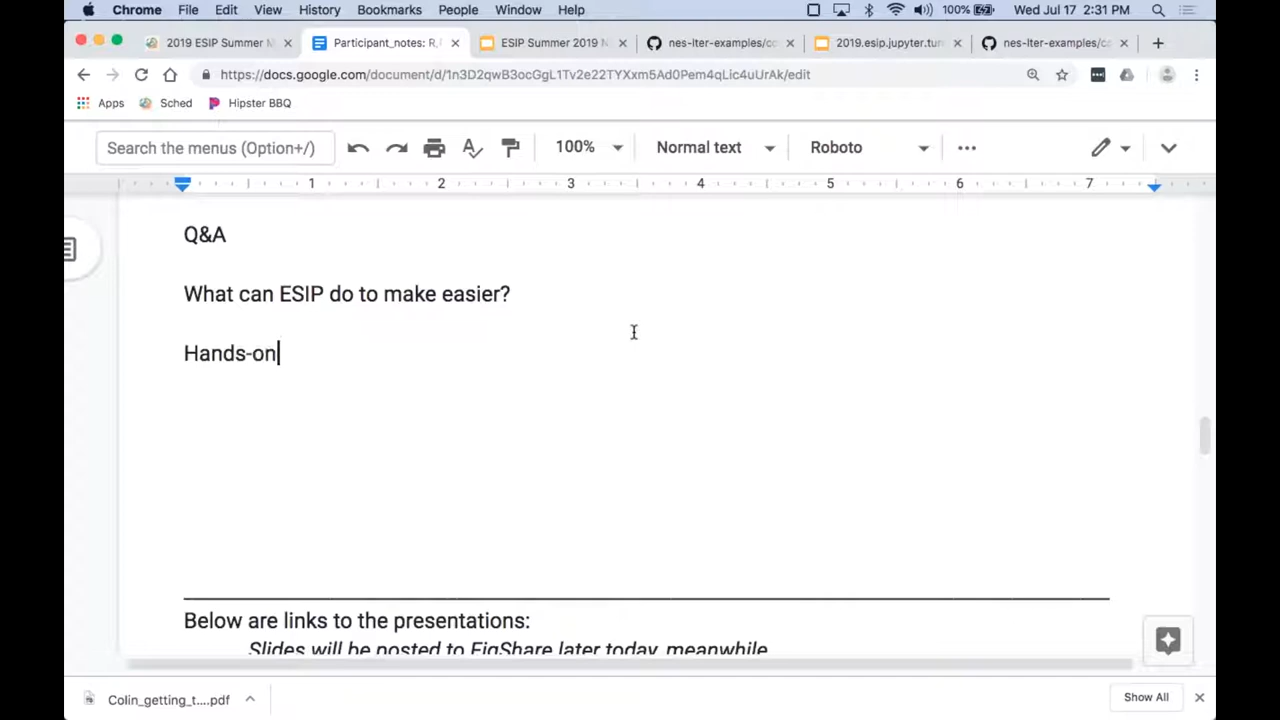 Chrome File Edit View History Bookmarks People Window Help 100% Wed Jul 17 2:31 PM
2019 ESIP Summer M Participant_notes: R, ESIP Summer 2019 N nes-lter-examples/cc 2019.esip.jupyter.tur nes-lter-examples/cc
https://docs.google.com/document/d/1n3D2qwB3ocGgL1Tv2e22TYXxm5Ad0Pem4qLic4uUrAk/edit
Apps Sched Hipster BBQ
Search the menus (Option+/) 100% Normal text Roboto
1 2 3 4 5 6 7
Q&A
What can ESIP do to make easier?
Hands-on
Below are links to the presentations:
Slides will be posted to FigShare later today, meanwhile
Colin_getting_t....pdf Show All